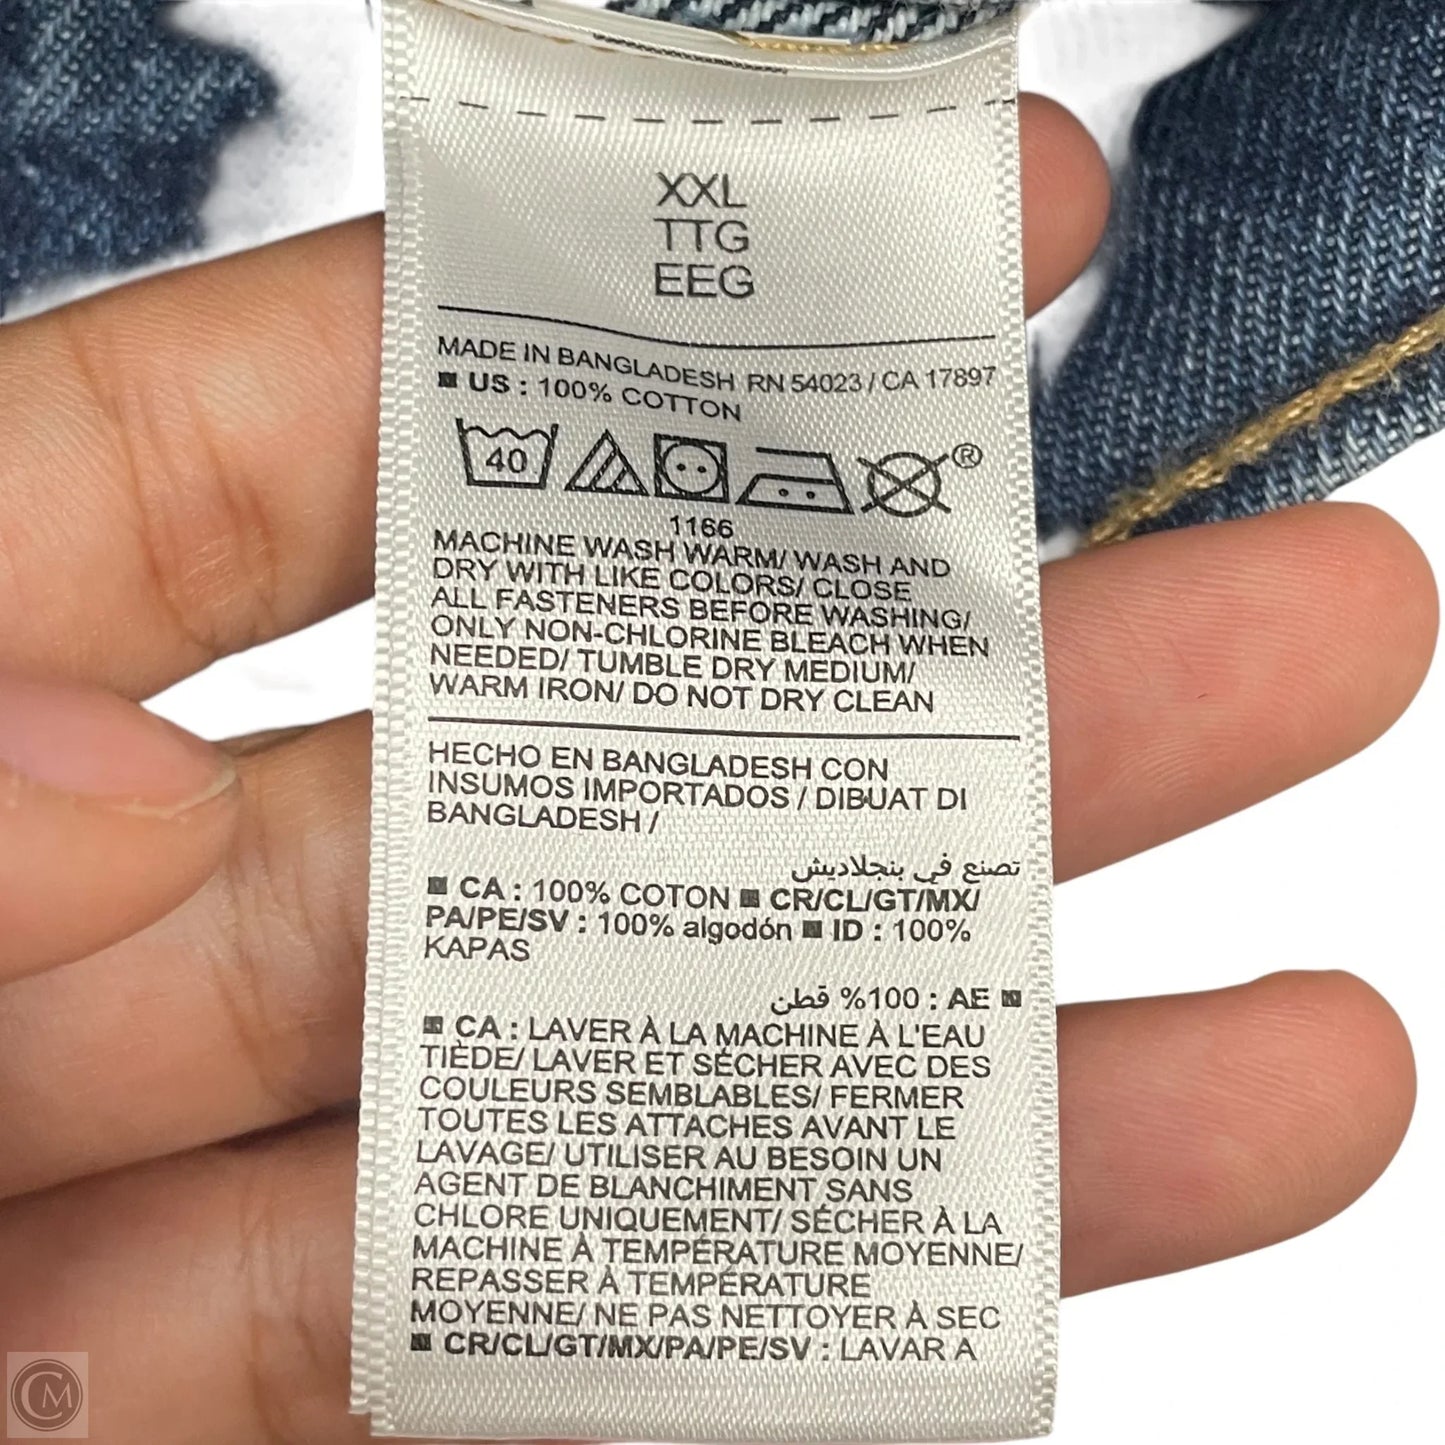 XXL
TTG
EEG
MADE IN BANGLADESH RN 54023 / CA 17897
US : 100% COTTON
40
®
1166
MACHINE WASH WARM/ WASH AND
DRY WITH LIKE COLORS/ CLOSE
ALL FASTENERS BEFORE WASHING/
ONLY NON-CHLORINE BLEACH WHEN
NEEDED/ TUMBLE DRY MEDIUM/
WARM IRON/ DO NOT DRY CLEAN
HECHO EN BANGLADESH CON
INSUMOS IMPORTADOS / DIBUAT DI
BANGLADESH /
تصنع في بنجلاديش
■ CA : 100% COTON ■ CR/CL/GT/MX/
PA/PE/SV : 100% algodón ■ ID : 100%
KAPAS
■ AE : 100% قطن
■ CA : LAVER À LA MACHINE À L'EAU
TIÈDE/ LAVER ET SÉCHER AVEC DES
COULEURS SEMBLABLES/ FERMER
TOUTES LES ATTACHES AVANT LE
LAVAGE/ UTILISER AU BESOIN UN
AGENT DE BLANCHIMENT SANS
CHLORE UNIQUEMENT/ SÉCHER À LA
MACHINE À TEMPÉRATURE MOYENNE/
REPASSER À TEMPÉRATURE
MOYENNE/ NE PAS NETTOYER À SEC
■ CR/CL/GT/MX/PA/PE/SV : LAVAR A
CM